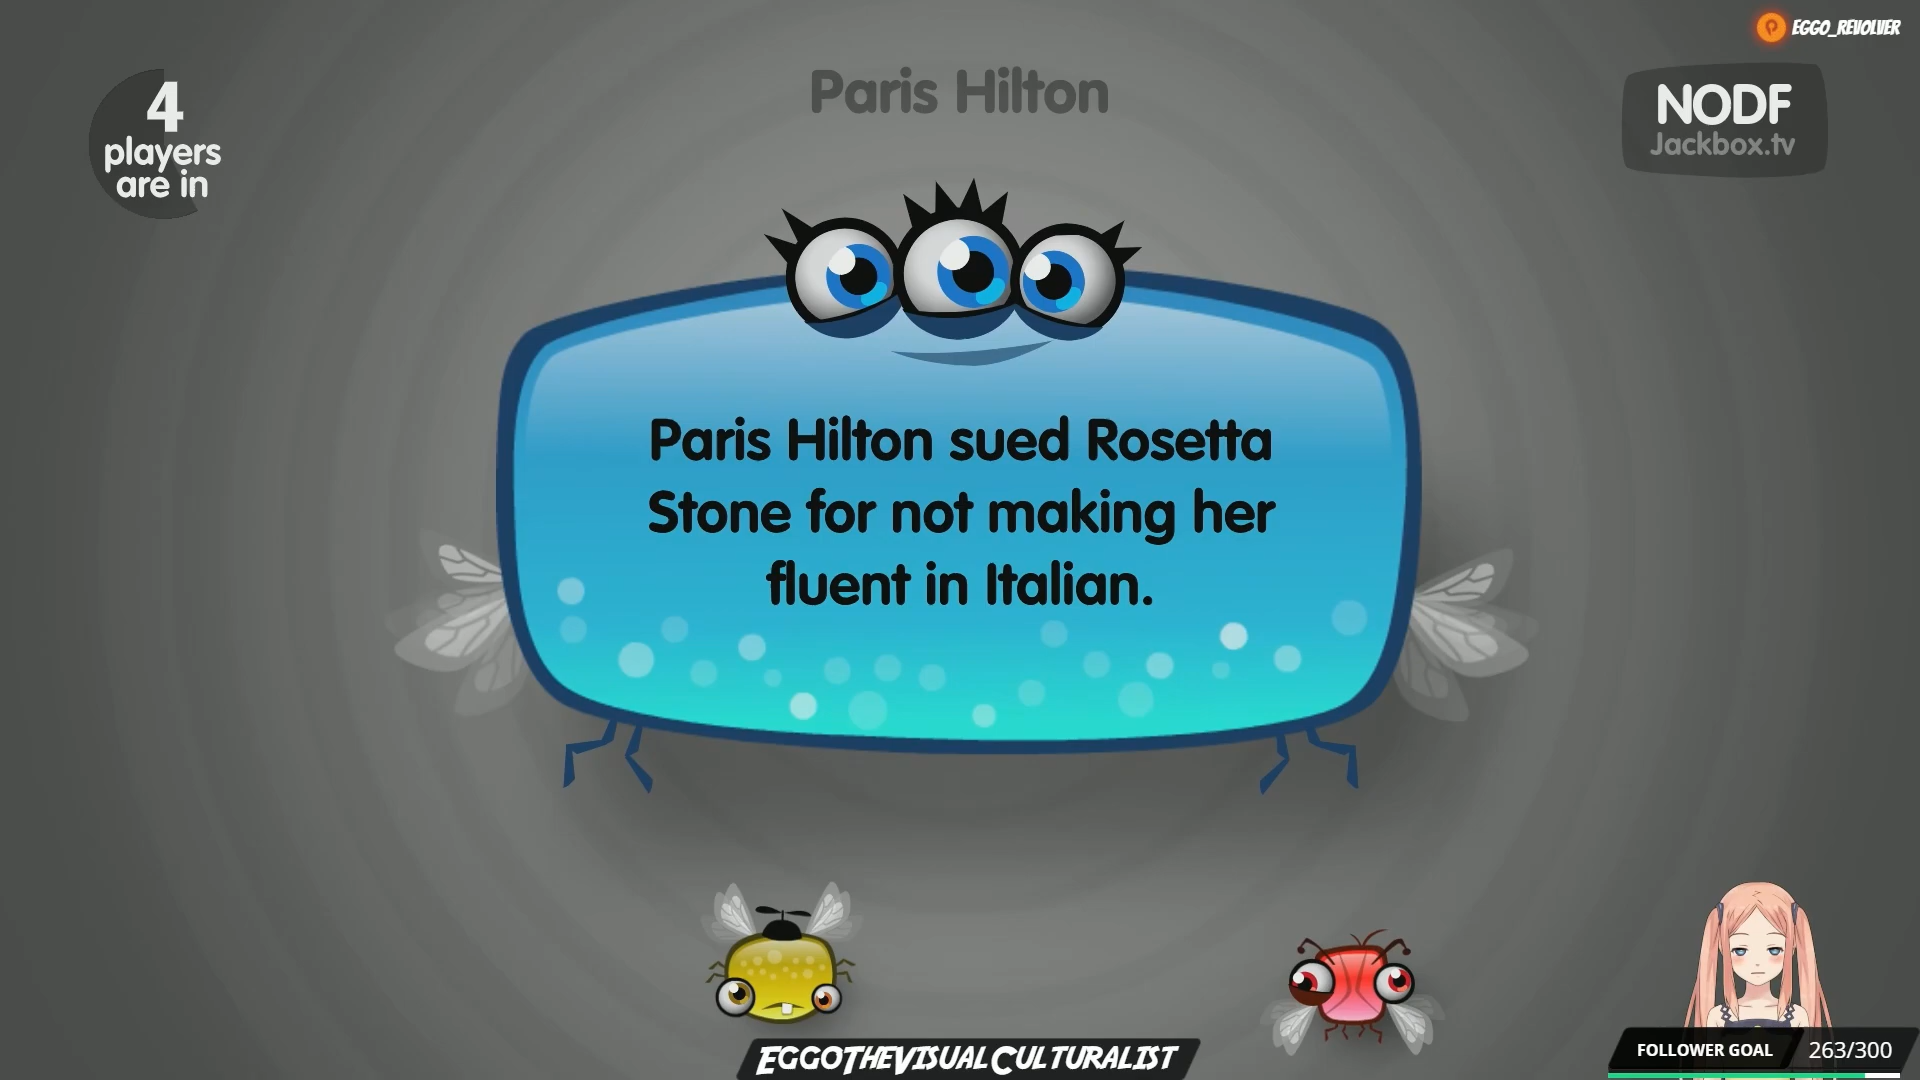 EGGO_REVOLVER
4
players
are in
Paris Hilton
NODF
Jackbox.tv
Paris Hilton sued Rosetta
Stone for not making her
fluent in Italian.
EGGOTHEVISUALCULTURALIST
FOLLOWER GOAL 263/300